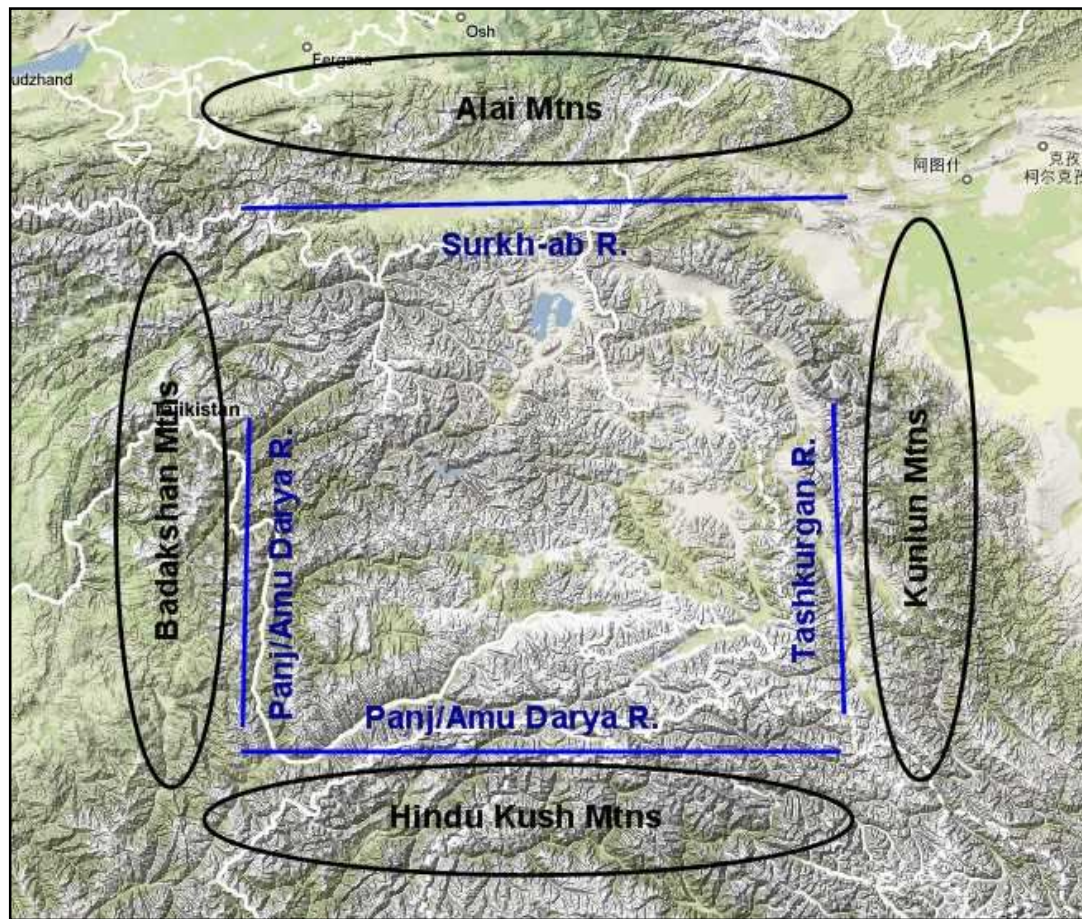 Osh
Fergana
udzhand
Alai Mtns
阿图什
克孜
柯尔克孜
Surkh-ab R.
Tajikistan
Badakshan Mtns
Panj/Amu Darya R.
Tashkurgan R.
Kunlun Mtns
Panj/Amu Darya R.
Hindu Kush Mtns